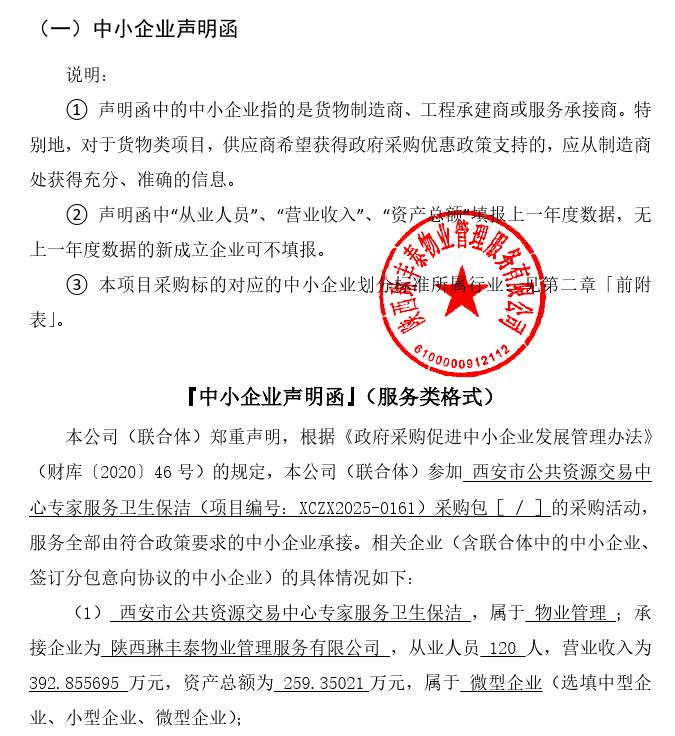 （一）中小企业声明函
说明：
① 声明函中的中小企业指的是货物制造商、工程承建商或服务承接商。特
别地，对于货物类项目，供应商希望获得政府采购优惠政策支持的，应从制造商
处获得充分、准确的信息。
② 声明函中“从业人员”、“营业收入”、“资产总额”填报上一年度数据，无
上一年度数据的新成立企业可不填报。
③ 本项目采购标的对应的中小企业划分标准所属行业，见第二章「前附
表」。
陕西琳丰泰物业管理服务有限公司
6100000912112
『中小企业声明函』（服务类格式）
本公司（联合体）郑重声明，根据《政府采购促进中小企业发展管理办法》
（财库〔2020〕46 号）的规定，本公司（联合体）参加 西安市公共资源交易中
心专家服务卫生保洁（项目编号：XCZX2025-0161）采购包 [ / ] 的采购活动，
服务全部由符合政策要求的中小企业承接。相关企业（含联合体中的中小企业、
签订分包意向协议的中小企业）的具体情况如下：
（1） 西安市公共资源交易中心专家服务卫生保洁 ，属于 物业管理 ；承
接企业为 陕西琳丰泰物业管理服务有限公司 ，从业人员 120 人，营业收入为
392.855695 万元，资产总额为 259.35021 万元，属于 微型企业（选填中型企
业、小型企业、微型企业）；